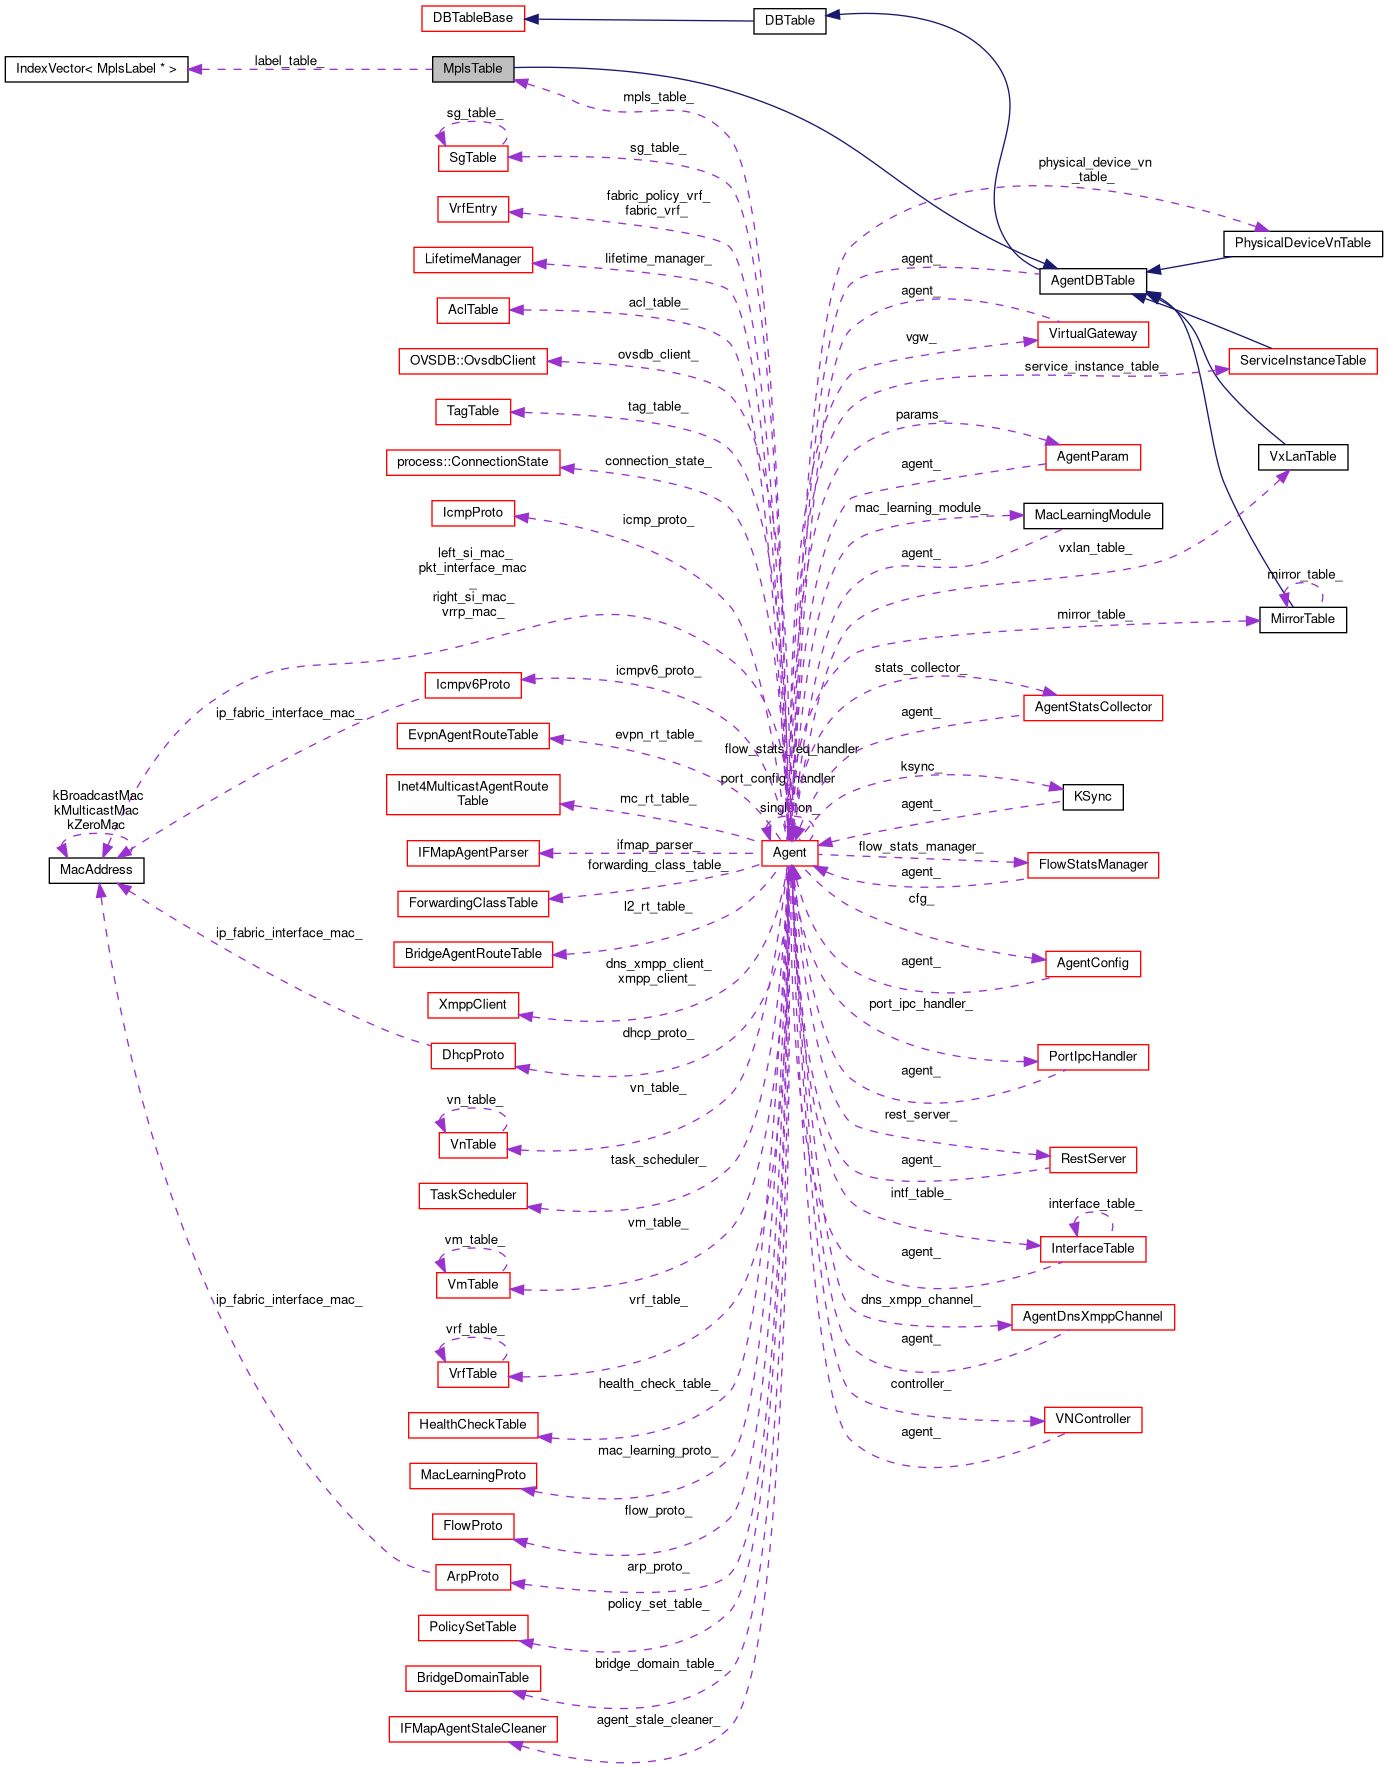 DBTableBase
DBTable
IndexVector< MplsLabel * >
label_table_
MplsTable
mpls_table_
sg_table_
SgTable
sg_table_
physical_device_vn
_table_
VrfEntry
fabric_policy_vrf_
fabric_vrf_
PhysicalDeviceVnTable
LifetimeManager
lifetime_manager_
agent_
AgentDBTable
AclTable
acl_table_
agent_
VirtualGateway
vgw_
OVSDB::OvsdbClient
ovsdb_client_
service_instance_table_
ServiceInstanceTable
TagTable
tag_table_
params_
process::ConnectionState
connection_state_
agent_
AgentParam
VxLanTable
IcmpProto
icmp_proto_
mac_learning_module_
MacLearningModule
left_si_mac_
pkt_interface_mac
_
right_si_mac_
vrrp_mac_
agent_
vxlan_table_
mirror_table_
mirror_table_
MirrorTable
Icmpv6Proto
icmpv6_proto_
stats_collector_
ip_fabric_interface_mac_
agent_
AgentStatsCollector
EvpnAgentRouteTable
evpn_rt_table_
flow_stats_req_handler
_
port_config_handler
_
singleton_
ksync_
Inet4MulticastAgentRoute
Table
mc_rt_table_
agent_
KSync
kBroadcastMac
kMulticastMac
kZeroMac
MacAddress
IFMapAgentParser
ifmap_parser_
Agent
flow_stats_manager_
FlowStatsManager
forwarding_class_table_
agent_
ForwardingClassTable
l2_rt_table_
cfg_
ip_fabric_interface_mac_
BridgeAgentRouteTable
agent_
AgentConfig
dns_xmpp_client_
xmpp_client_
XmppClient
port_ipc_handler_
DhcpProto
dhcp_proto_
PortIpcHandler
agent_
vn_table_
vn_table_
rest_server_
VnTable
task_scheduler_
agent_
RestServer
TaskScheduler
intf_table_
interface_table_
vm_table_
vm_table_
agent_
InterfaceTable
VmTable
ip_fabric_interface_mac_
vrf_table_
dns_xmpp_channel_
AgentDnsXmppChannel
vrf_table_
agent_
VrfTable
health_check_table_
controller_
HealthCheckTable
VNController
agent_
mac_learning_proto_
MacLearningProto
flow_proto_
FlowProto
arp_proto_
ArpProto
policy_set_table_
PolicySetTable
bridge_domain_table_
BridgeDomainTable
agent_stale_cleaner_
IFMapAgentStaleCleaner